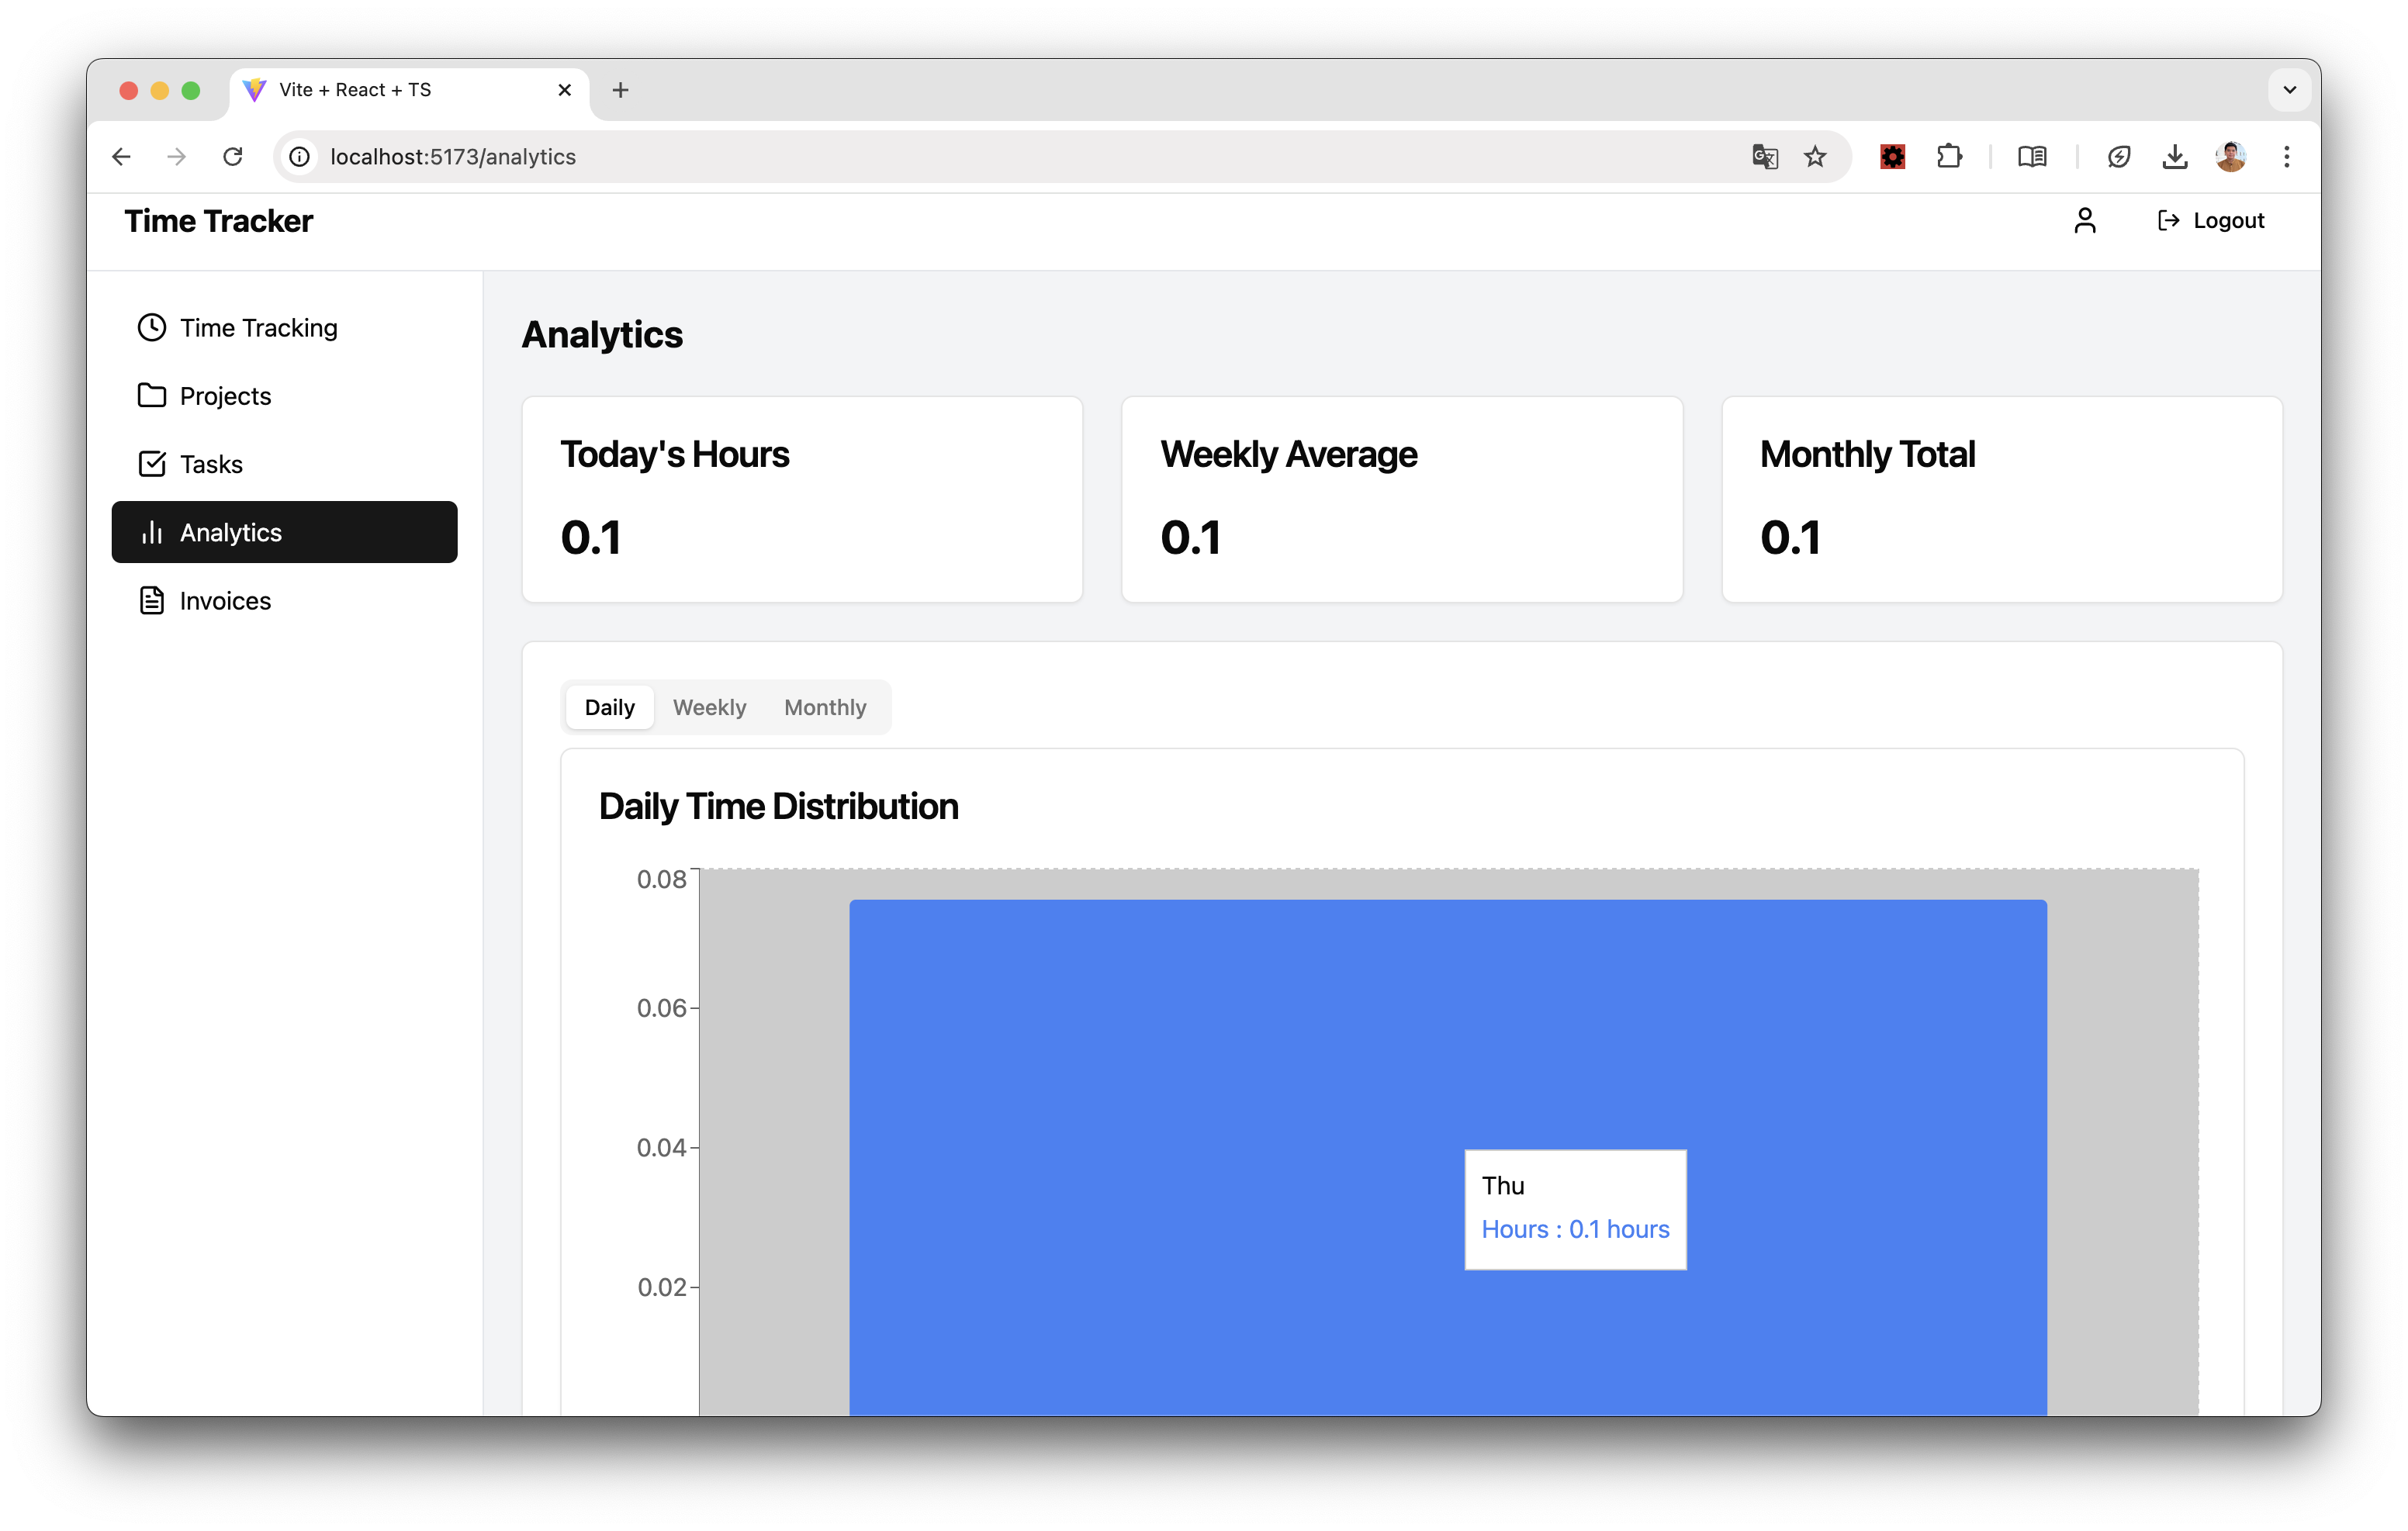 Vite + React + TS
localhost:5173/analytics
Time Tracker
Logout
Time Tracking
Projects
Tasks
Analytics
Invoices
Analytics
Today's Hours
0.1
Weekly Average
0.1
Monthly Total
0.1
Daily Weekly Monthly
Daily Time Distribution
0.08
0.06
0.04
0.02
Thu
Hours : 0.1 hours